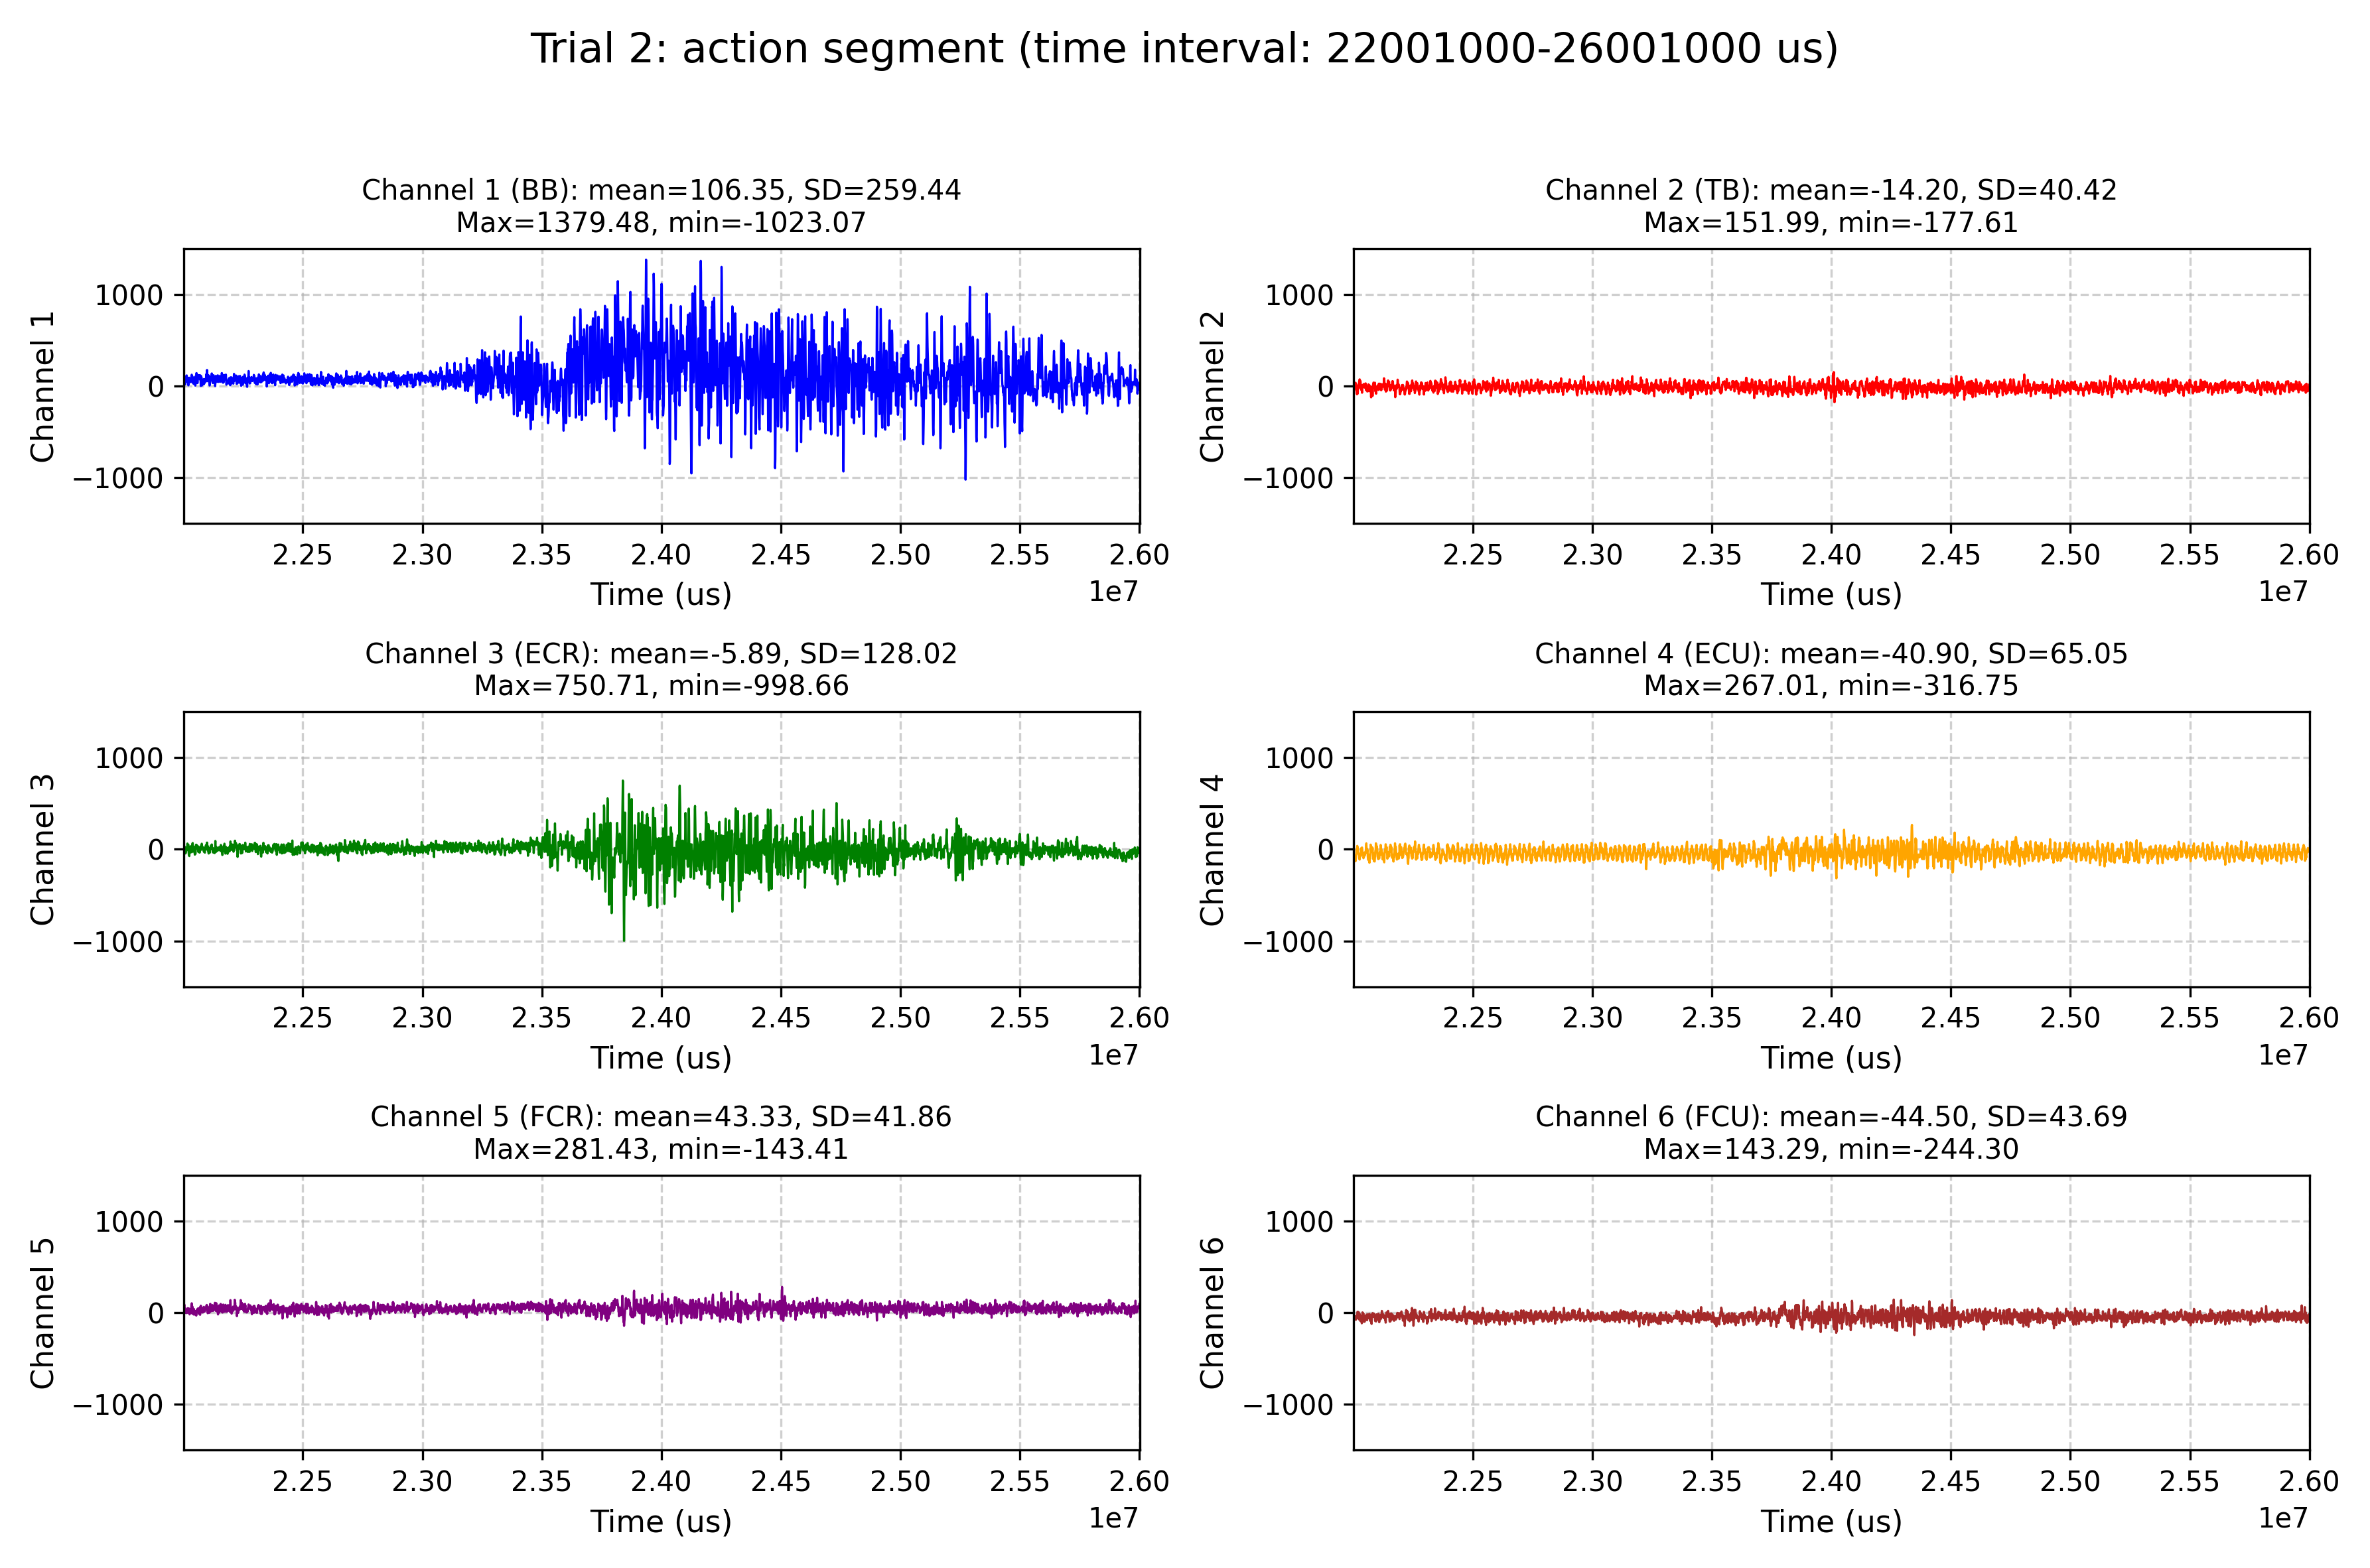 Trial 2: action segment (time interval: 22001000-26001000 us)
Channel 1 (BB): mean=106.35, SD=259.44
Max=1379.48, min=-1023.07
Channel 1
1000
0
−1000
2.25 2.30 2.35 2.40 2.45 2.50 2.55 2.60
Time (us)
1e7
Channel 2 (TB): mean=-14.20, SD=40.42
Max=151.99, min=-177.61
Channel 2
1000
0
−1000
2.25 2.30 2.35 2.40 2.45 2.50 2.55 2.60
Time (us)
1e7
Channel 3 (ECR): mean=-5.89, SD=128.02
Max=750.71, min=-998.66
Channel 3
1000
0
−1000
2.25 2.30 2.35 2.40 2.45 2.50 2.55 2.60
Time (us)
1e7
Channel 4 (ECU): mean=-40.90, SD=65.05
Max=267.01, min=-316.75
Channel 4
1000
0
−1000
2.25 2.30 2.35 2.40 2.45 2.50 2.55 2.60
Time (us)
1e7
Channel 5 (FCR): mean=43.33, SD=41.86
Max=281.43, min=-143.41
Channel 5
1000
0
−1000
2.25 2.30 2.35 2.40 2.45 2.50 2.55 2.60
Time (us)
1e7
Channel 6 (FCU): mean=-44.50, SD=43.69
Max=143.29, min=-244.30
Channel 6
1000
0
−1000
2.25 2.30 2.35 2.40 2.45 2.50 2.55 2.60
Time (us)
1e7